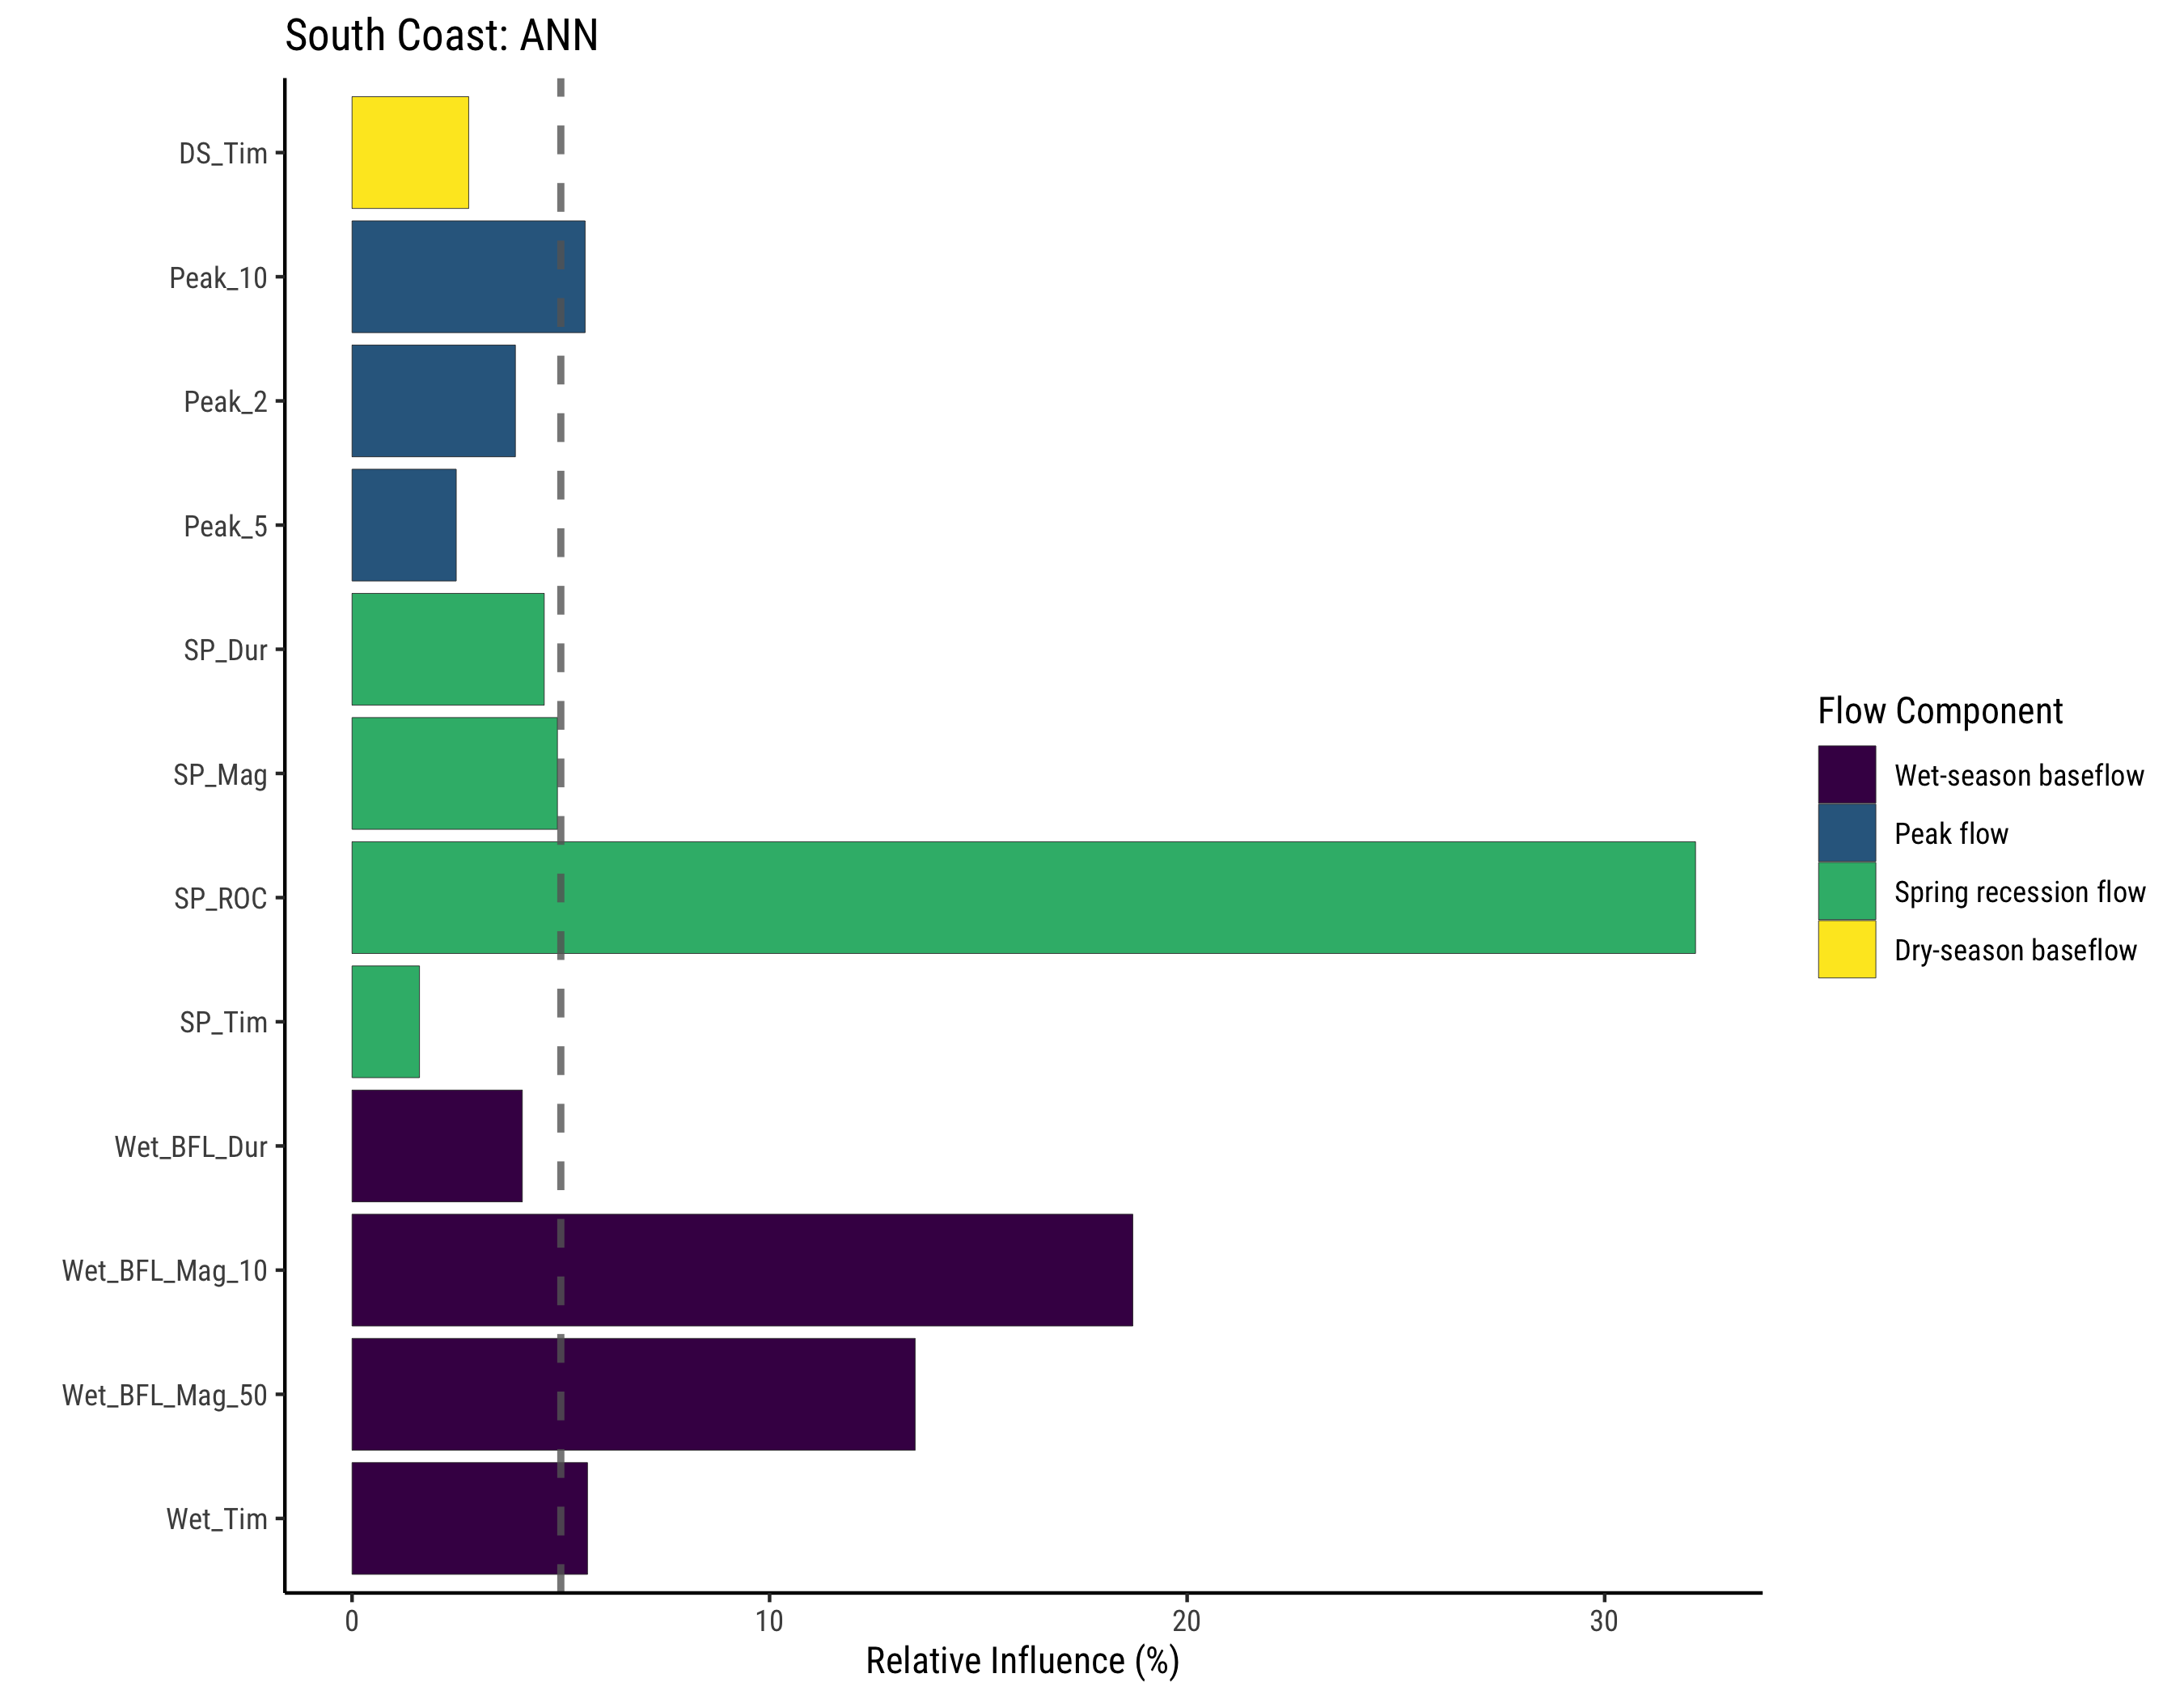 South Coast: ANN
DS_Tim
Peak_10
Peak_2
Peak_5
SP_Dur
SP_Mag
SP_ROC
SP_Tim
Wet_BFL_Dur
Wet_BFL_Mag_10
Wet_BFL_Mag_50
Wet_Tim
0 10 20 30
Relative Influence (%)
Flow Component
Wet-season baseflow
Peak flow
Spring recession flow
Dry-season baseflow